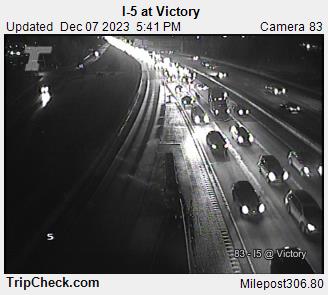 I-5 at Victory
Updated Dec 07 2023 5:41 PM Camera 83
T
S
83 - I5 @ Victory
TripCheck.com Milepost306.80